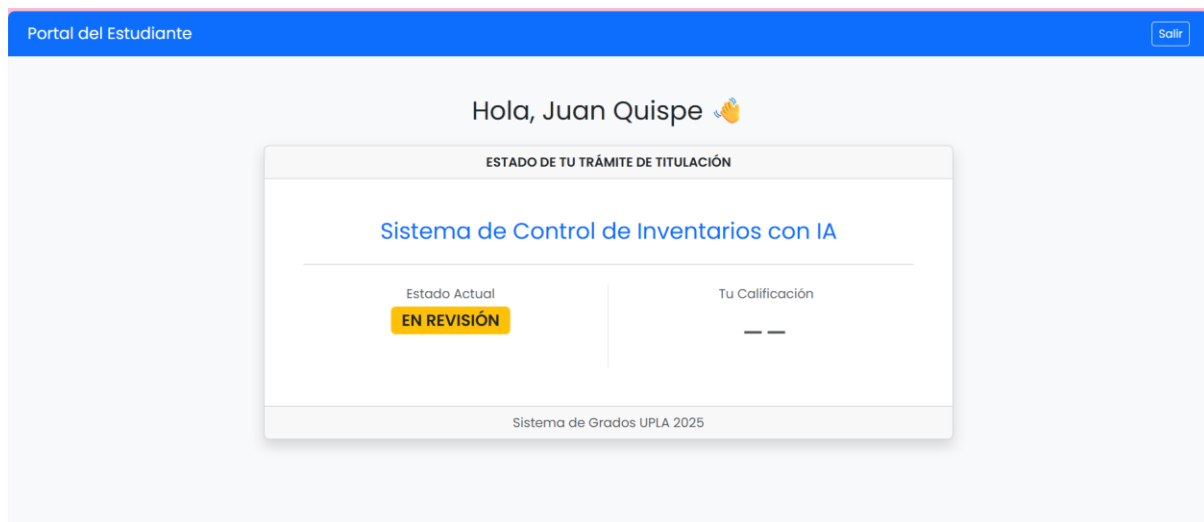 Portal del Estudiante
Salir
Hola, Juan Quispe 👋
ESTADO DE TU TRÁMITE DE TITULACIÓN
Sistema de Control de Inventarios con IA
Estado Actual
Tu Calificación
EN REVISIÓN
— —
Sistema de Grados UPLA 2025